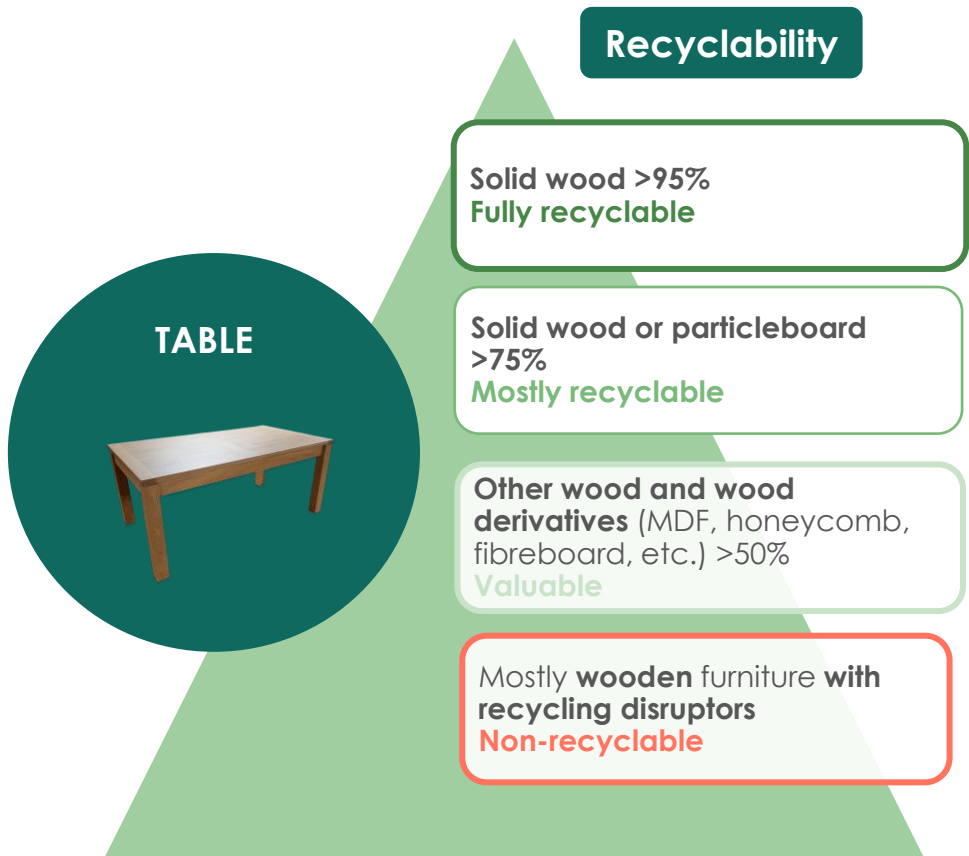 Recyclability
Solid wood >95%
Fully recyclable
TABLE
Solid wood or particleboard
>75%
Mostly recyclable
Other wood and wood
derivatives (MDF, honeycomb,
fibreboard, etc.) >50%
Valuable
Mostly wooden furniture with
recycling disruptors
Non-recyclable